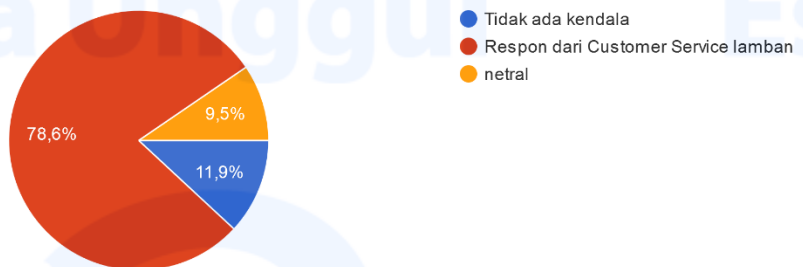 Tidak ada kendala
Respon dari Customer Service lamban
netral
9,5%
78,6%
11,9%